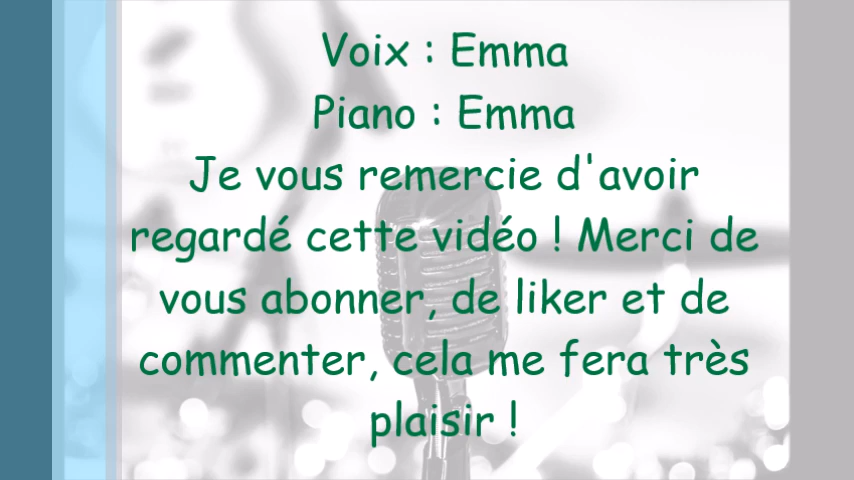 Voix : Emma
Piano : Emma
Je vous remercie d'avoir
regardé cette vidéo ! Merci de
vous abonner, de liker et de
commenter, cela me fera très
plaisir !